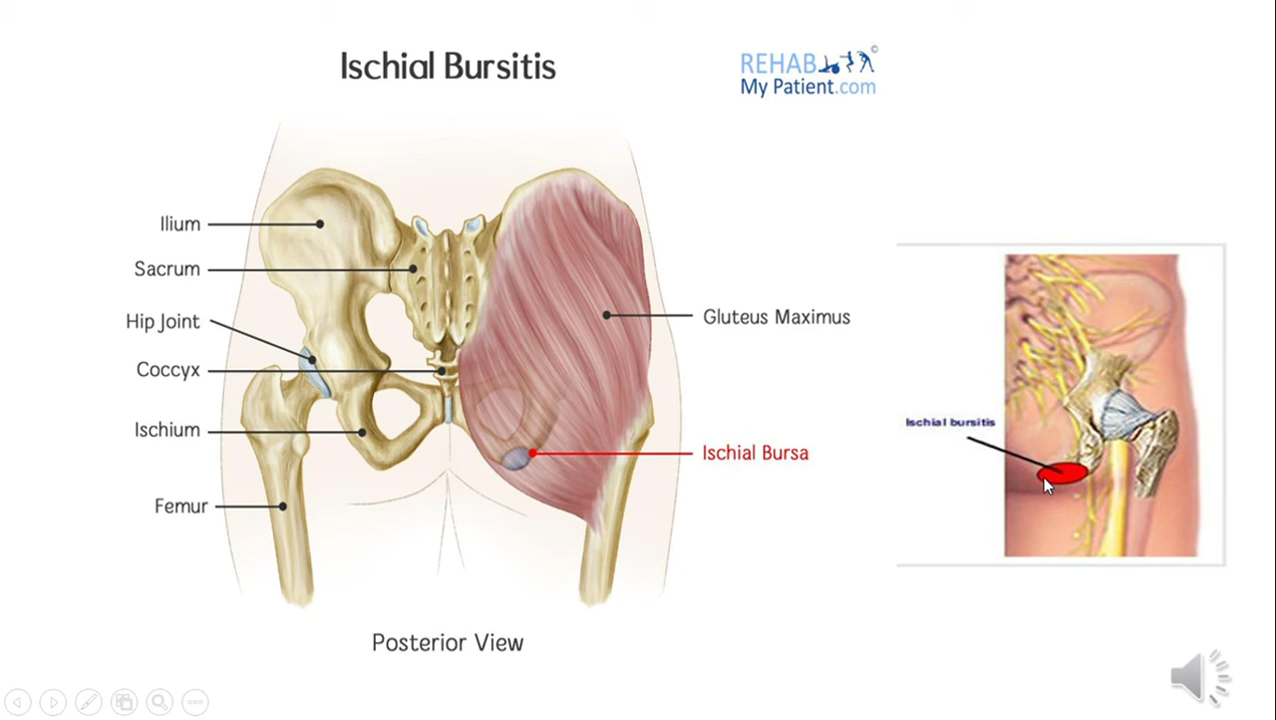 Ischial Bursitis
REHAB
My Patient.com
©
Ilium
Sacrum
Hip Joint
Coccyx
Ischium
Femur
Gluteus Maximus
Ischial Bursa
Posterior View
Ischial bursitis